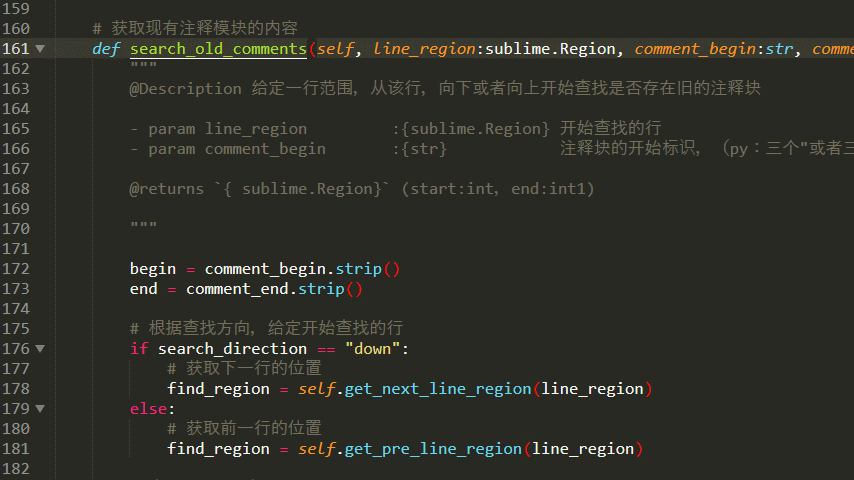 159
160 # 获取现有注释模块的内容
161 def search_old_comments(self, line_region:sublime.Region, comment_begin:str, comme
162 """
163 @Description 给定一行范围，从该行，向下或者向上开始查找是否存在旧的注释块
164
165 - param line_region :{sublime.Region} 开始查找的行
166 - param comment_begin :{str} 注释块的开始标识，（py：三个"或者三
167
168 @returns `{ sublime.Region}` (start:int, end:int1)
169
170 """
171
172 begin = comment_begin.strip()
173 end = comment_end.strip()
174
175 # 根据查找方向，给定开始查找的行
176 if search_direction == "down":
177 # 获取下一行的位置
178 find_region = self.get_next_line_region(line_region)
179 else:
180 # 获取前一行的位置
181 find_region = self.get_pre_line_region(line_region)
182